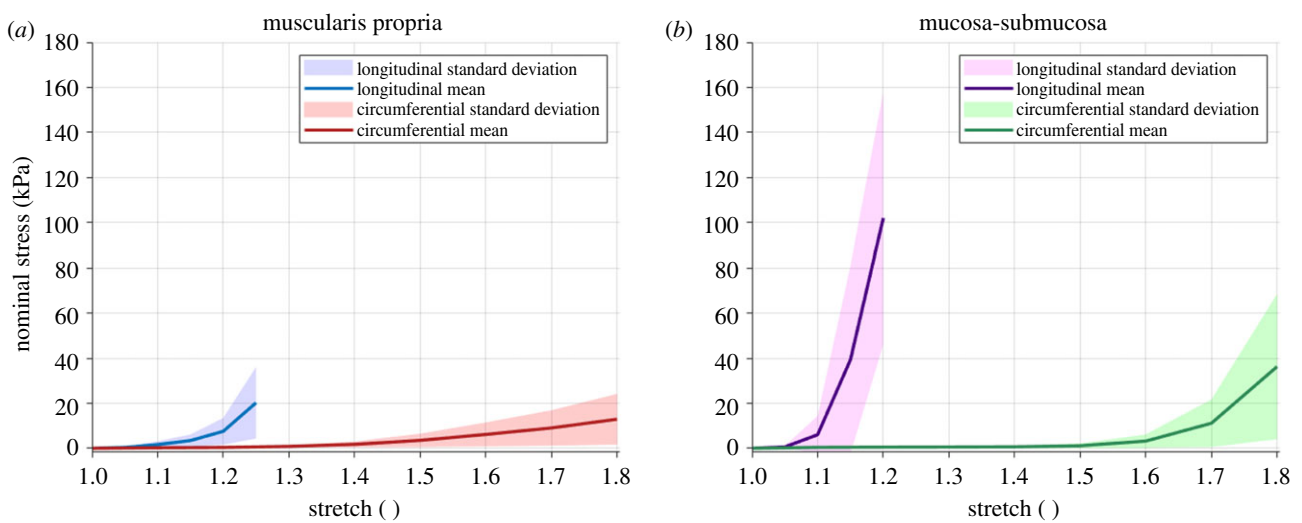 (a) muscularis propria
180
160
140
120
100
80
60
40
20
0
nominal stress (kPa)
longitudinal standard deviation
longitudinal mean
circumferential standard deviation
circumferential mean
1.0 1.1 1.2 1.3 1.4 1.5 1.6 1.7 1.8
stretch ( )
(b) mucosa-submucosa
180
160
140
120
100
80
60
40
20
0
longitudinal standard deviation
longitudinal mean
circumferential standard deviation
circumferential mean
1.0 1.1 1.2 1.3 1.4 1.5 1.6 1.7 1.8
stretch ( )